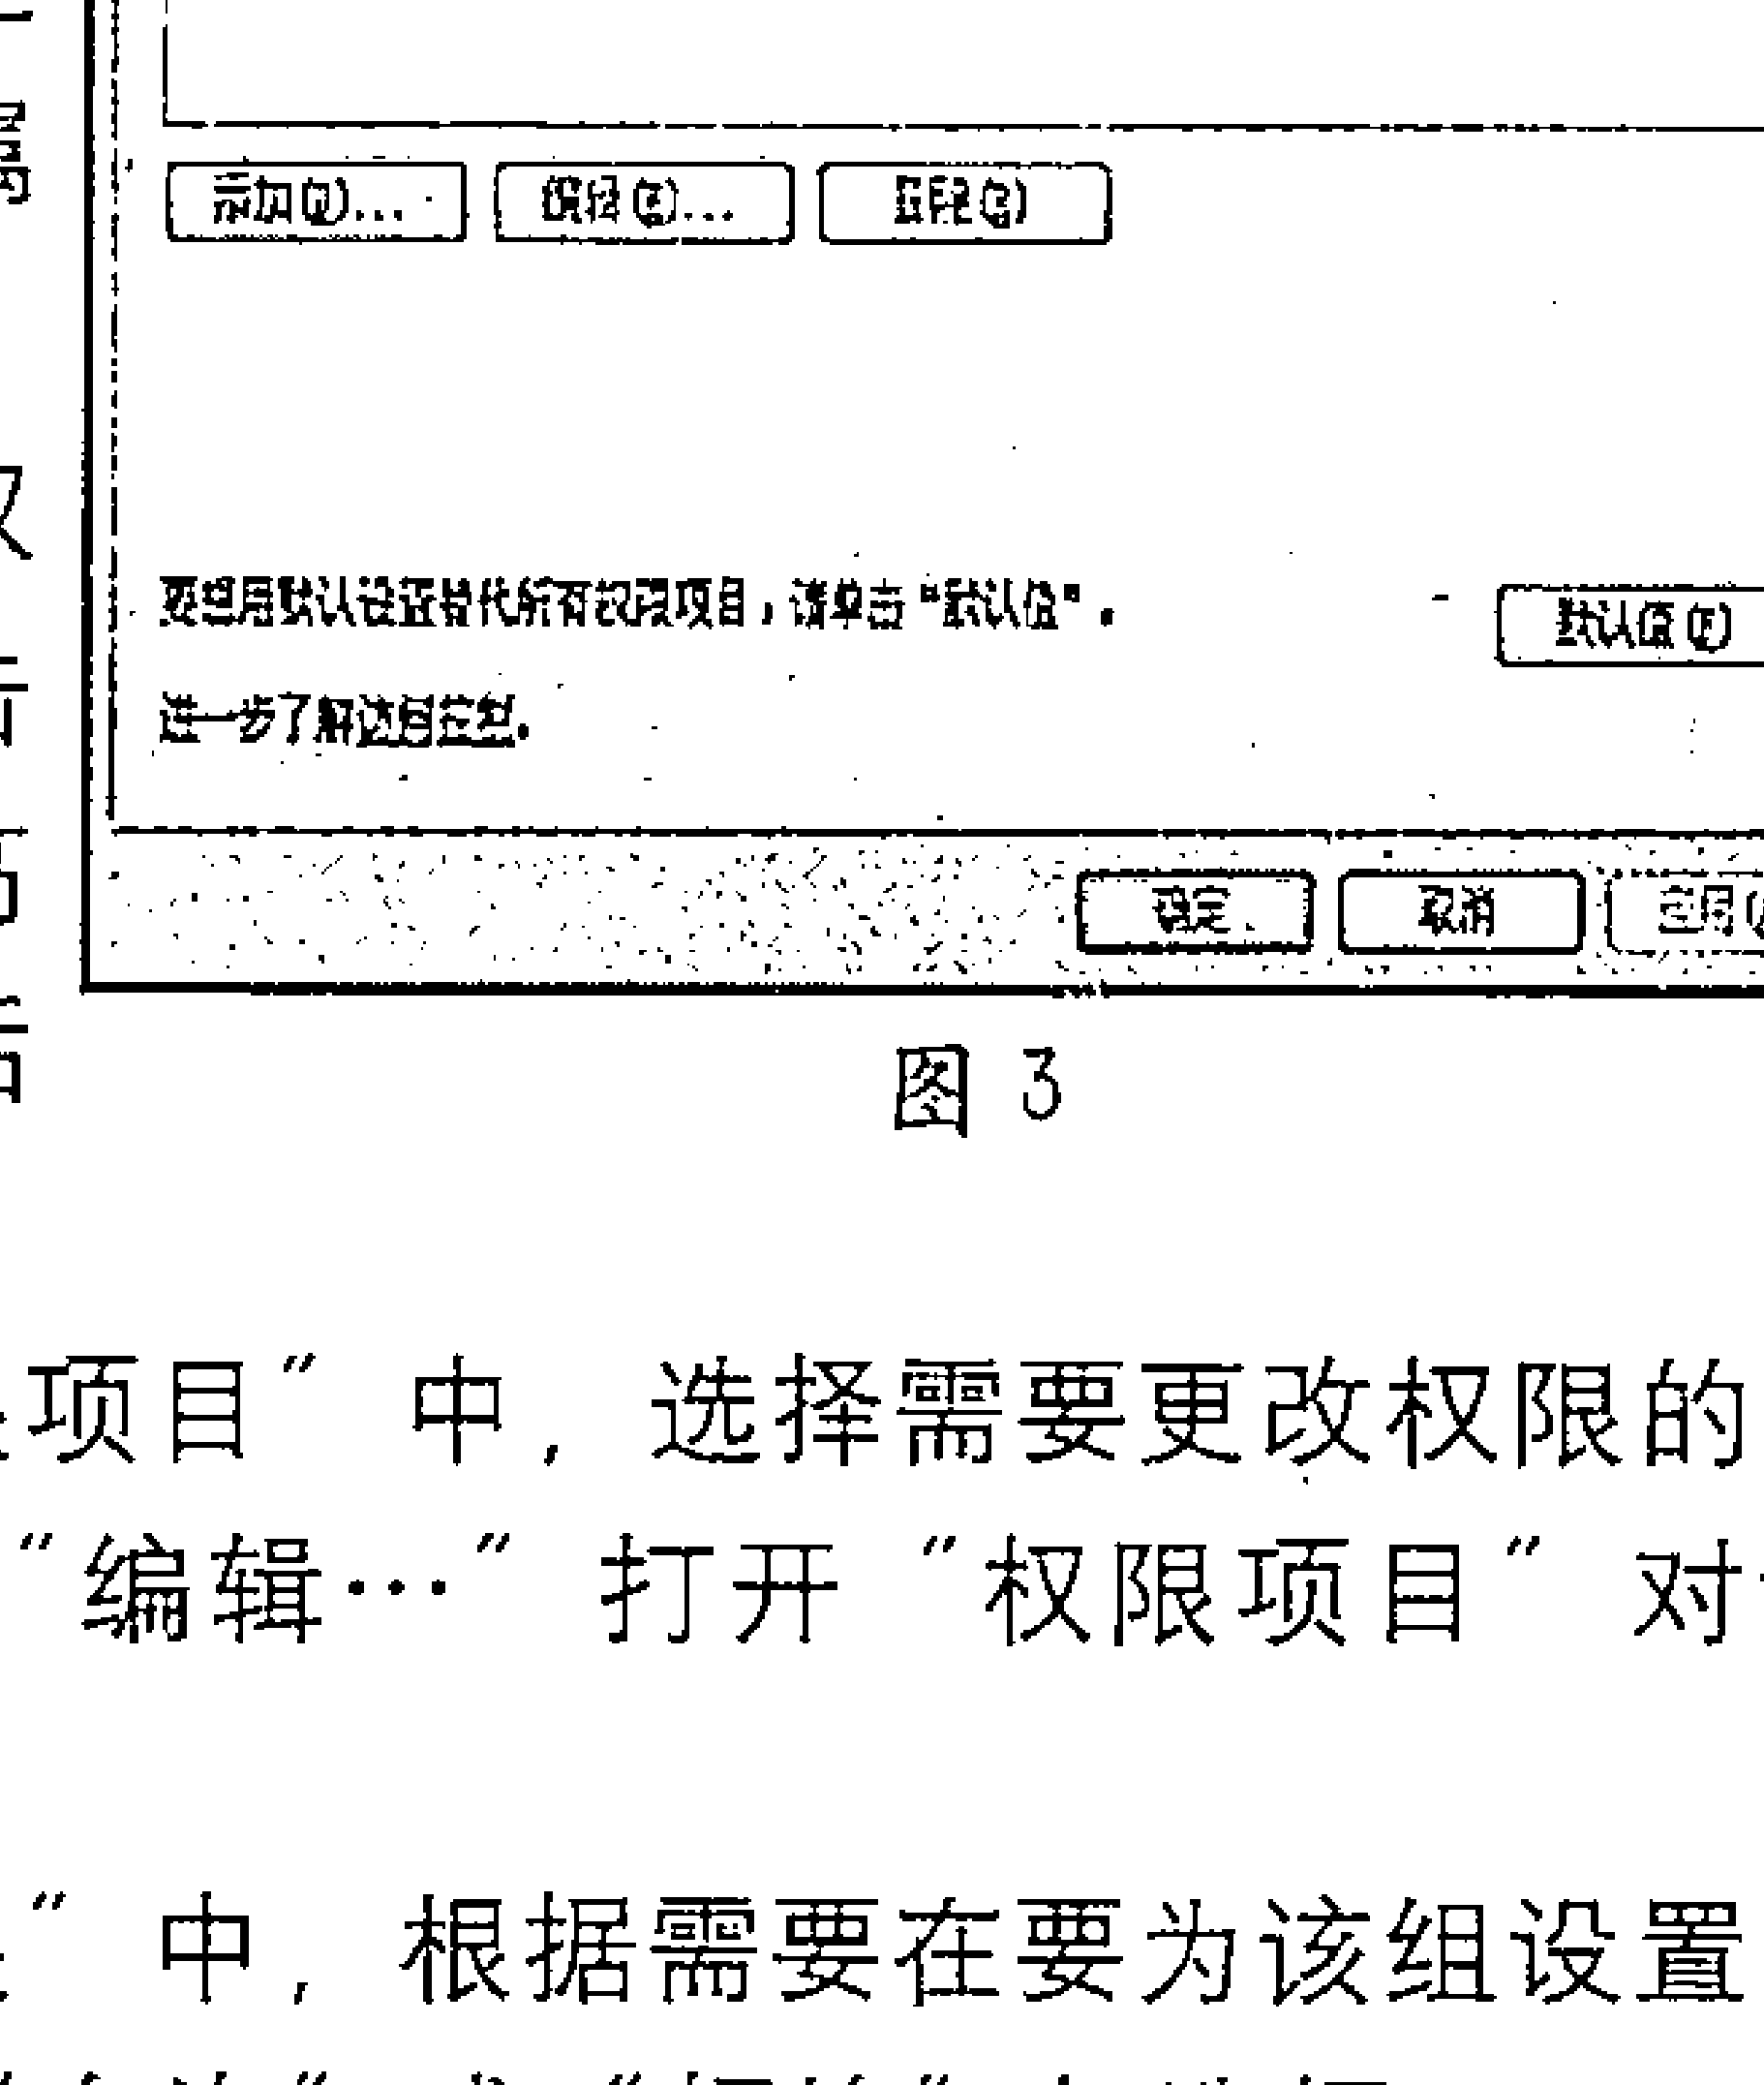 添加(D)... 编辑(E)... 删除(R)
要想用默认设置替代所有权限项目，请单击“默认值”。
默认值(F)
进一步了解访问控制。
确定 取消 应用(
图 3
项目” 中, 选择需要更改权限的
“编辑…” 打开 “权限项目” 对
” 中, 根据需要在要为该组设置